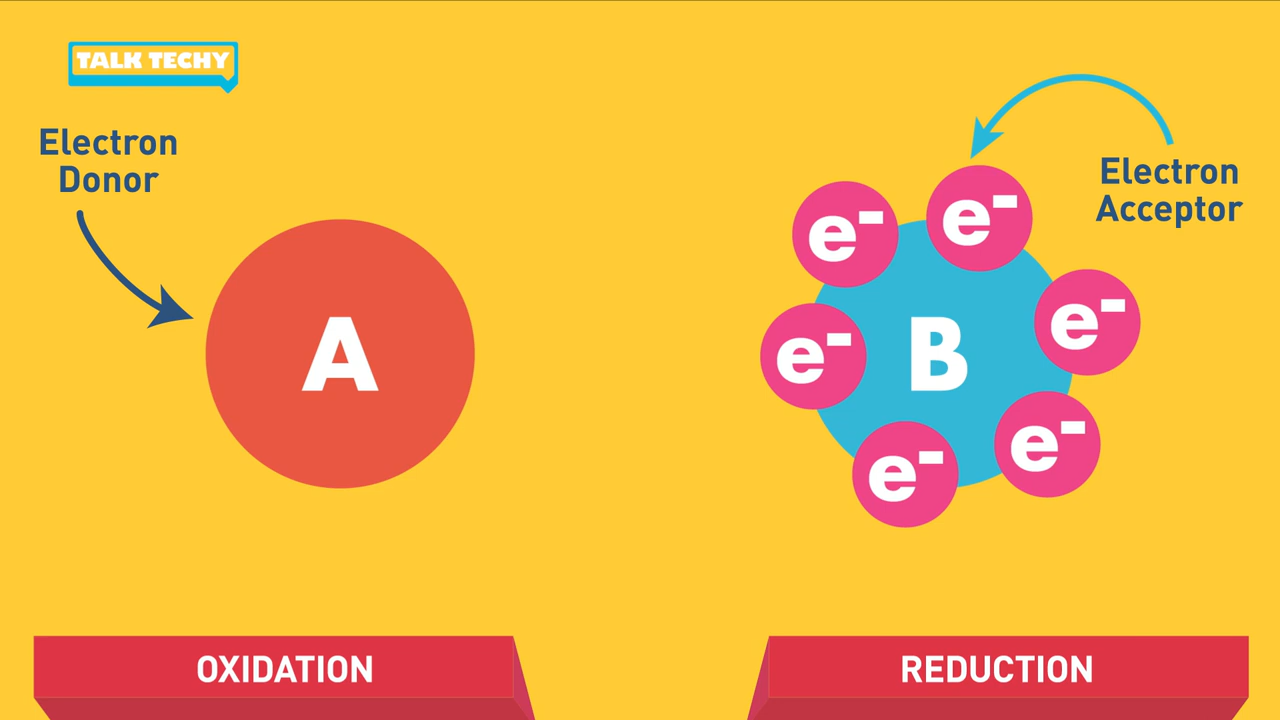 TALK TECHY
Electron
Donor
A
Electron
Acceptor
e⁻
e⁻
e⁻
e⁻
e⁻
e⁻
B
OXIDATION
REDUCTION